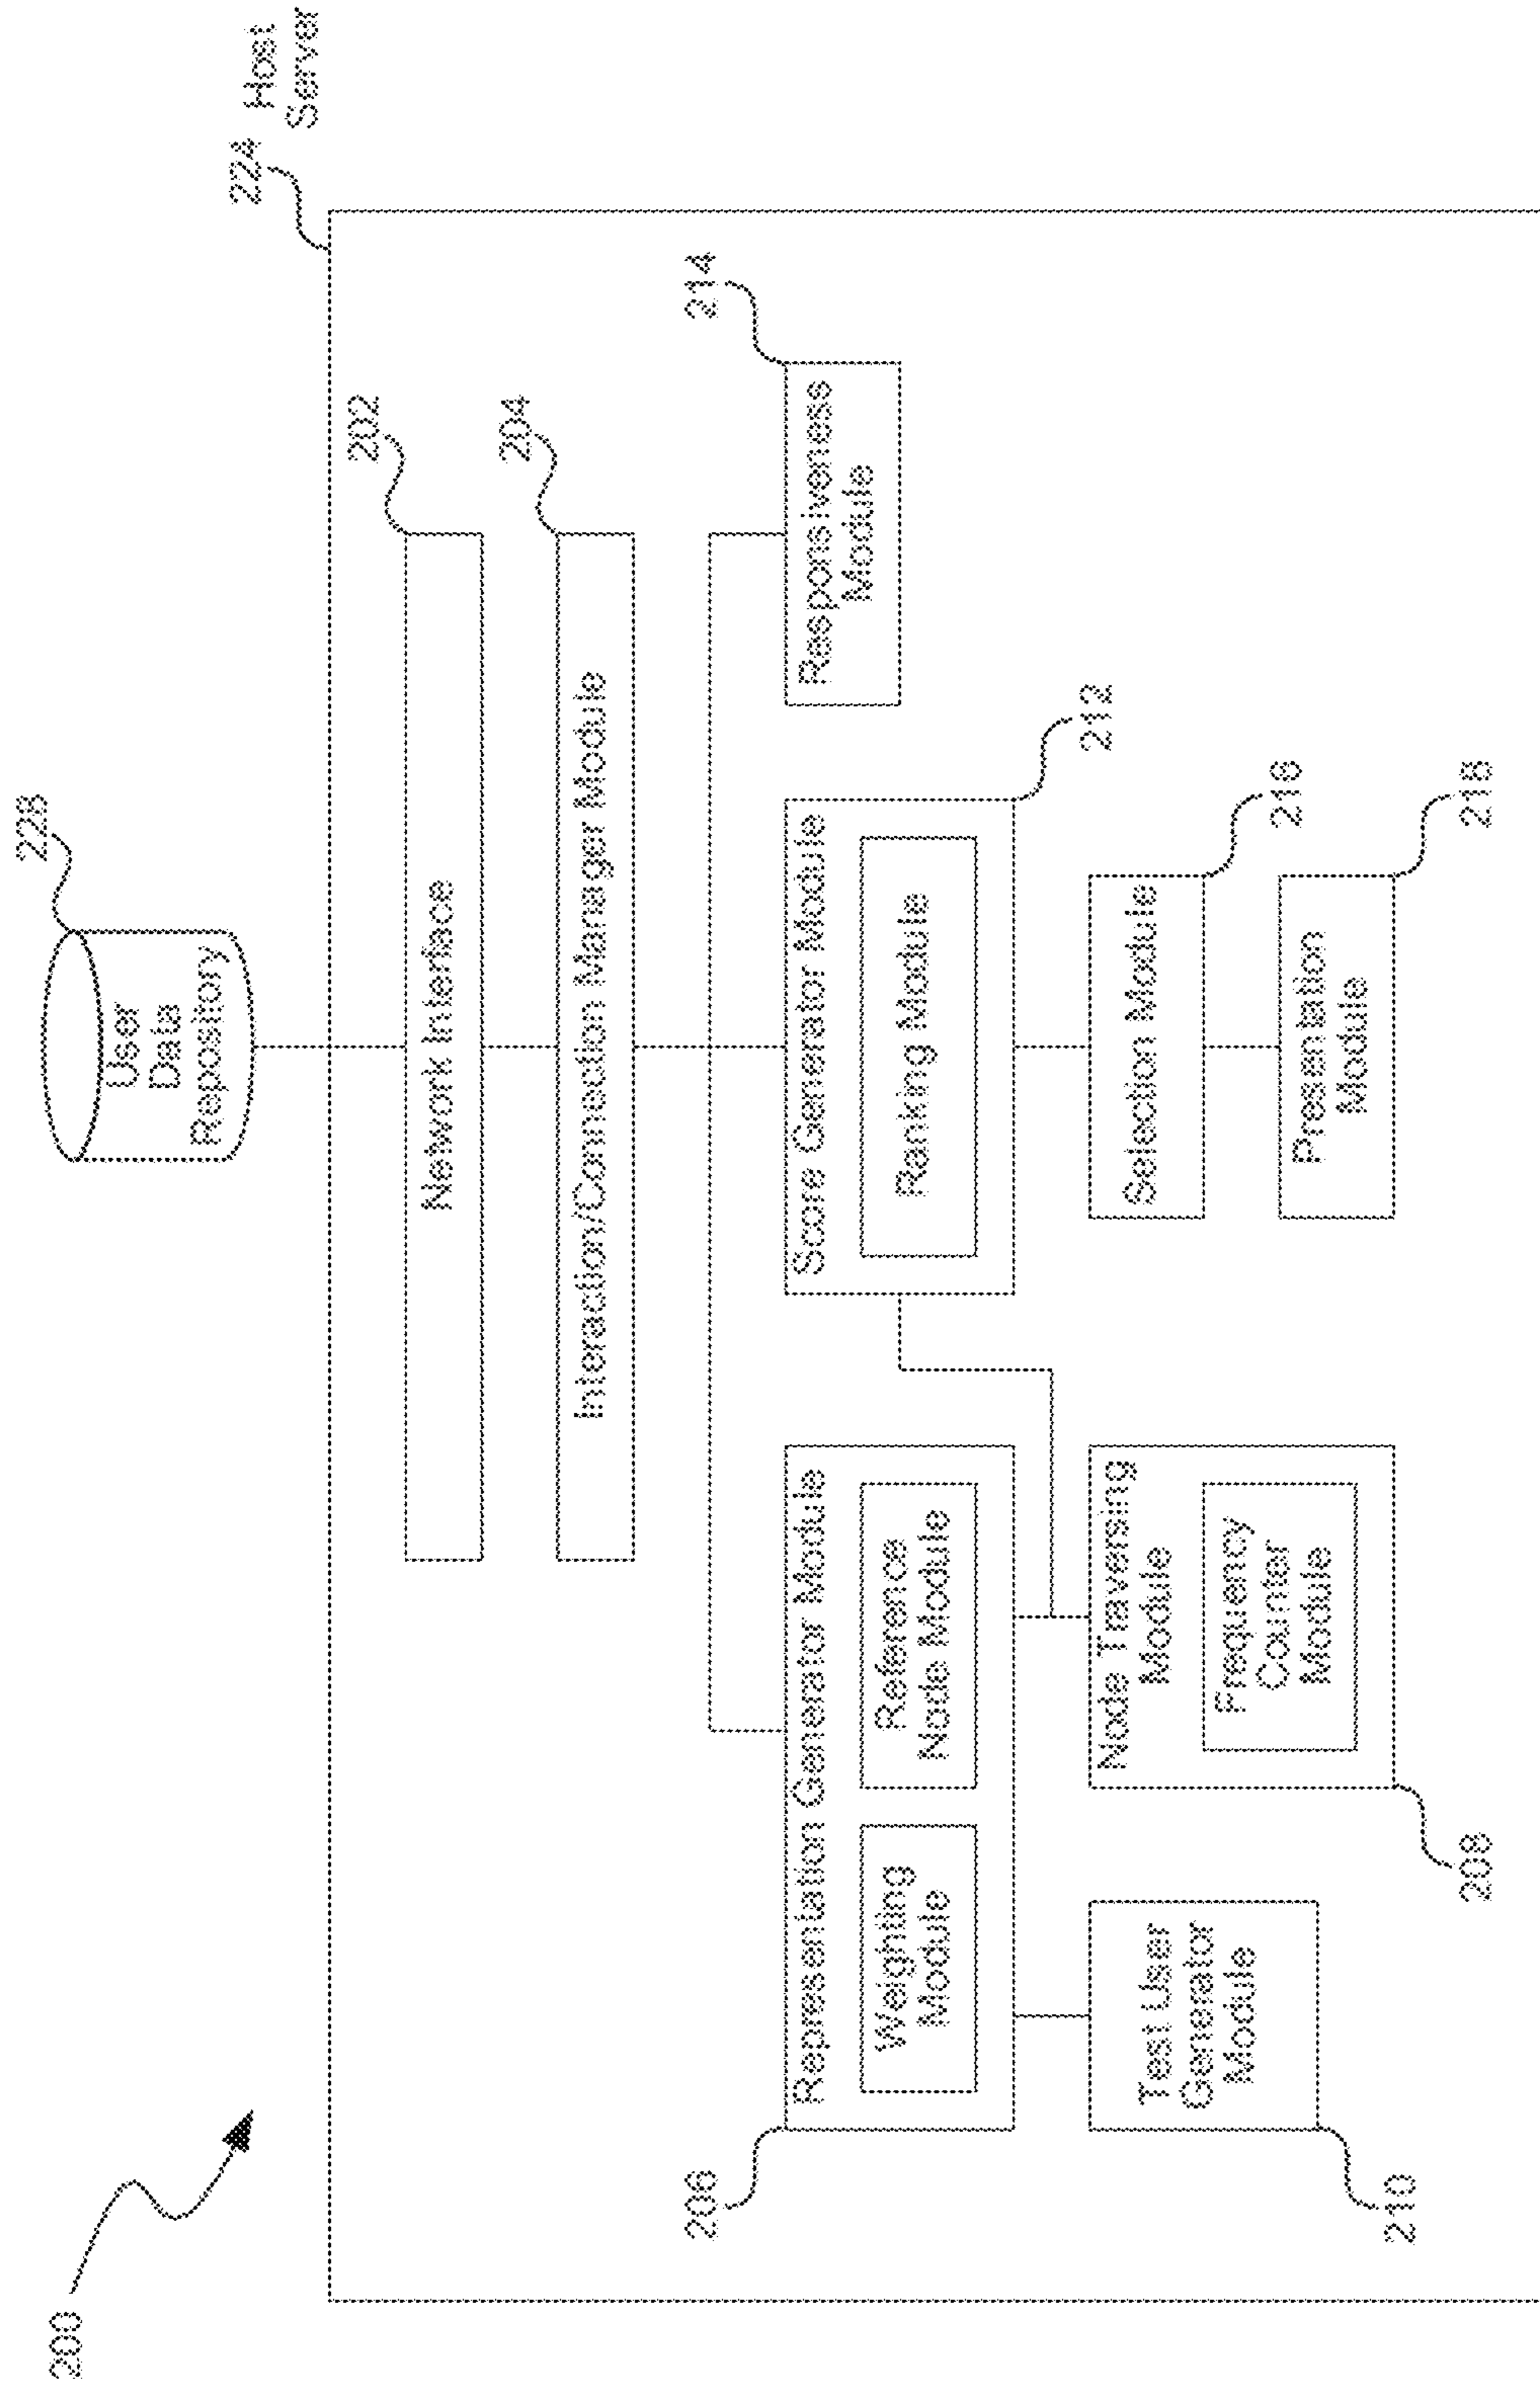 200
228
User
Data
Repository
224
Host
Server
Network Interface
202
Interaction/Connection Manager Module
204
206
Representation Generator Module
Weighting
Module
Reference
Node Module
Score Generator Module
Ranking Module
212
Responsiveness
Module
214
Test User
Generator
Module
210
Node Traversing
Module
Frequency
Counter
Module
208
Selection Module
216
Presentation
Module
218